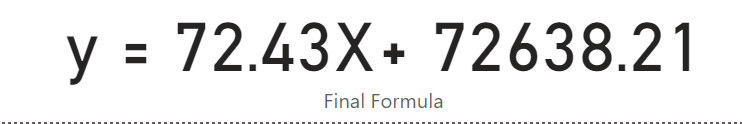 y = 72.43X+ 72638.21
Final Formula